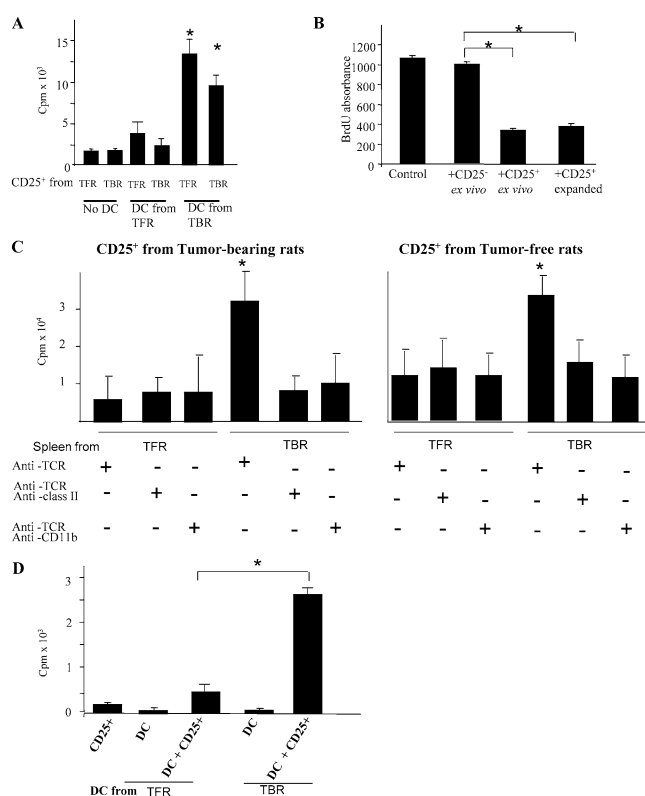 A
Cpm x 10³
15
10
5
0
* *
CD25⁺ from TFR TBR TFR TBR TFR TBR
No DC DC from TFR DC from TBR
B
BrdU absorbance
1200
1000
800
600
400
200
0
*
*
Control +CD25⁻ ex vivo +CD25⁺ ex vivo +CD25⁺ expanded
C
CD25⁺ from Tumor-bearing rats CD25⁺ from Tumor-free rats
Cpm x 10⁴
3
2
1
* *
Spleen from TFR TBR TFR TBR
Anti -TCR + - - + - - + - - + - -
Anti -TCR
Anti -class II - + - - + - - + - - + -
Anti -TCR
Anti -CD11b - - + - - + - - + - - +
D
Cpm x 10³
3
2
1
0
*
CD25+ DC DC + CD25+ DC DC + CD25+
DC from TFR TBR